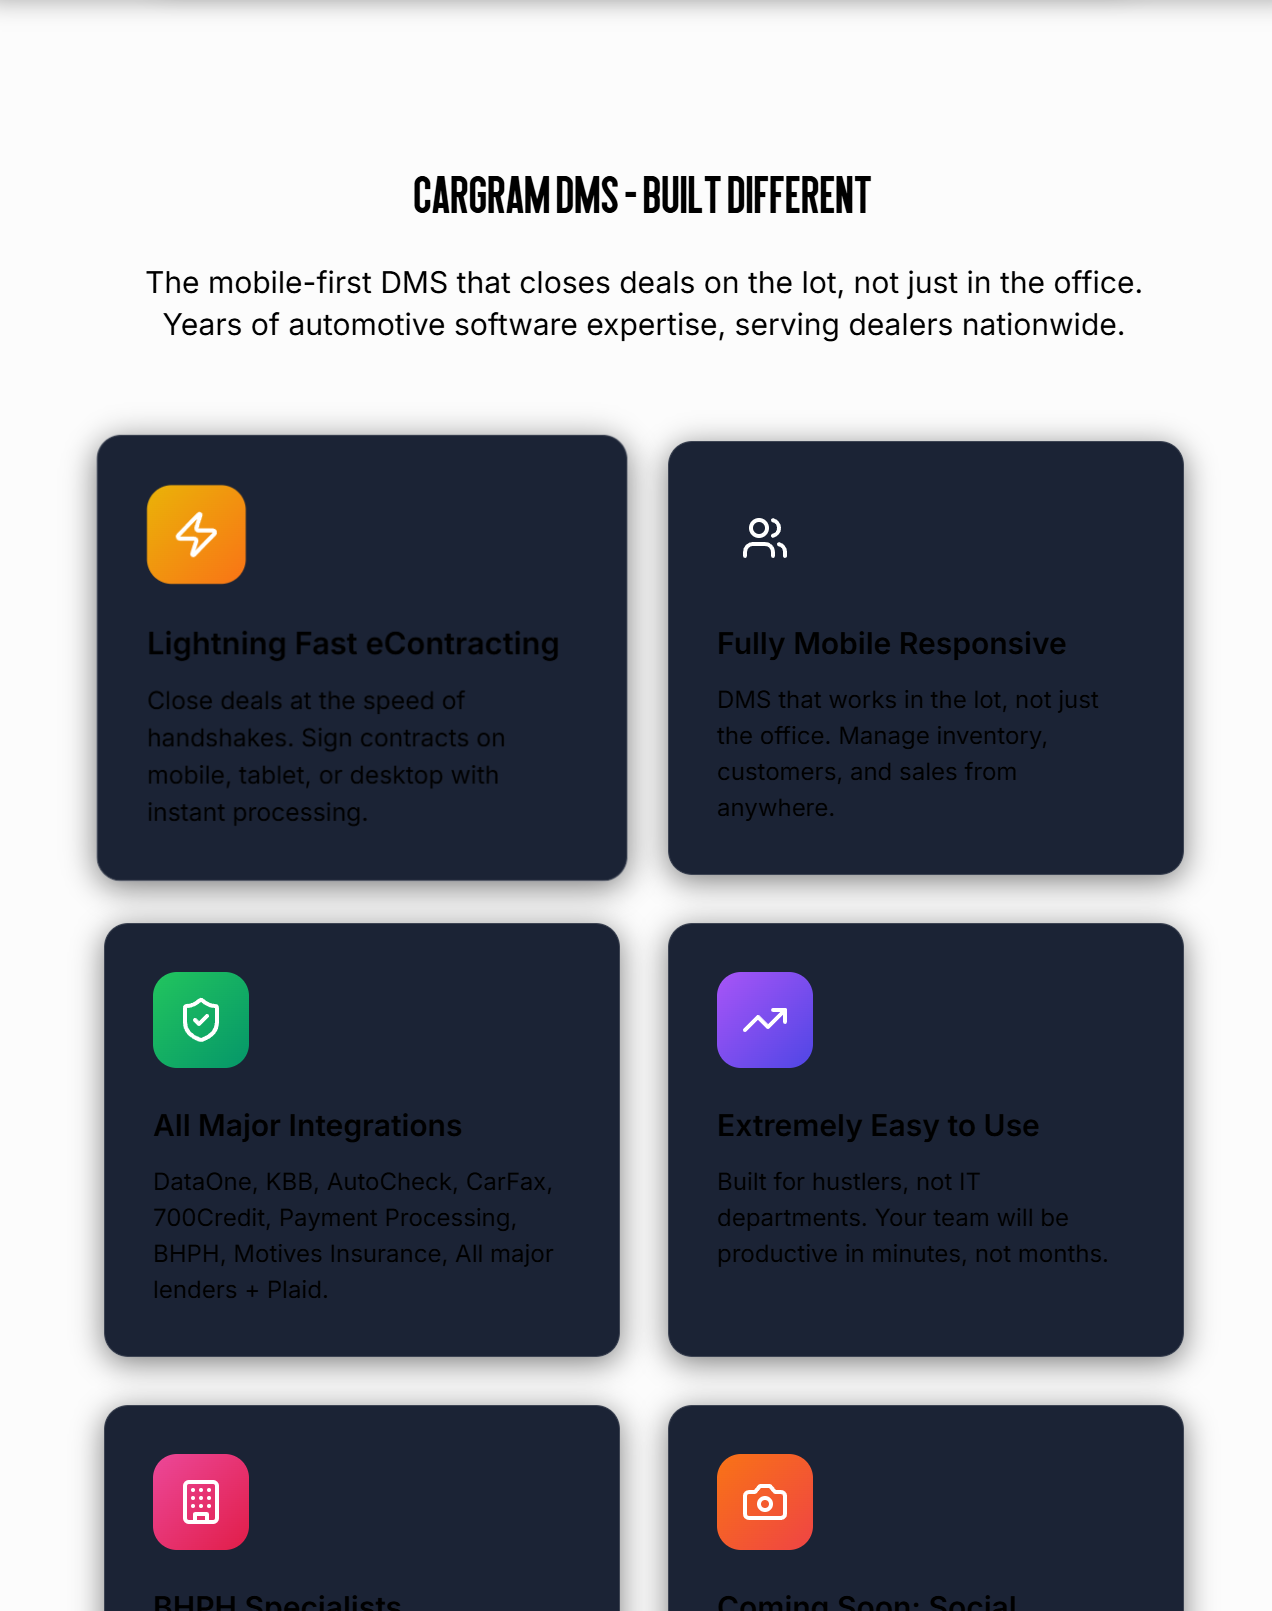 CARGRAM DMS - BUILT DIFFERENT
The mobile-first DMS that closes deals on the lot, not just in the office.
Years of automotive software expertise, serving dealers nationwide.
Lightning Fast eContracting
Close deals at the speed of
handshakes. Sign contracts on
mobile, tablet, or desktop with
instant processing.
Fully Mobile Responsive
DMS that works in the lot, not just
the office. Manage inventory,
customers, and sales from
anywhere.
All Major Integrations
DataOne, KBB, AutoCheck, CarFax,
700Credit, Payment Processing,
BHPH, Motives Insurance, All major
lenders + Plaid.
Extremely Easy to Use
Built for hustlers, not IT
departments. Your team will be
productive in minutes, not months.
BHPH Specialists
Coming Soon: Social